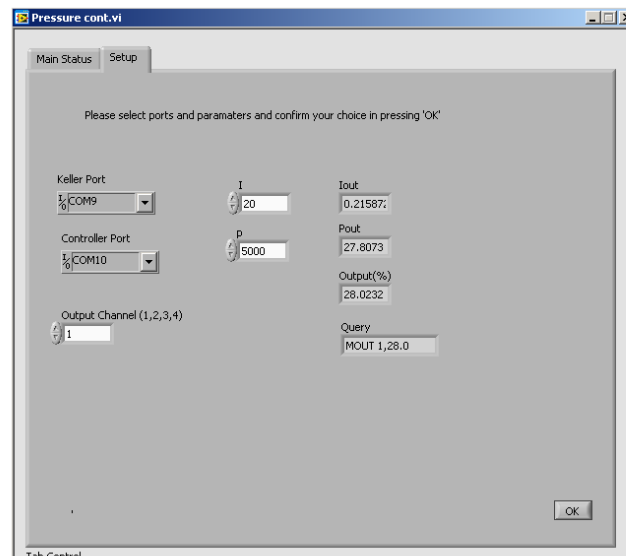 Pressure cont.vi
Main Status Setup
Please select ports and paramaters and confirm your choice in pressing 'OK'
Keller Port
COM9
Controller Port
COM10
Output Channel (1,2,3,4)
1
I
20
P
5000
Iout
0.21587
Pout
27.8073
Output(%)
28.0232
Query
MOUT 1,28.0
OK
Tab Control